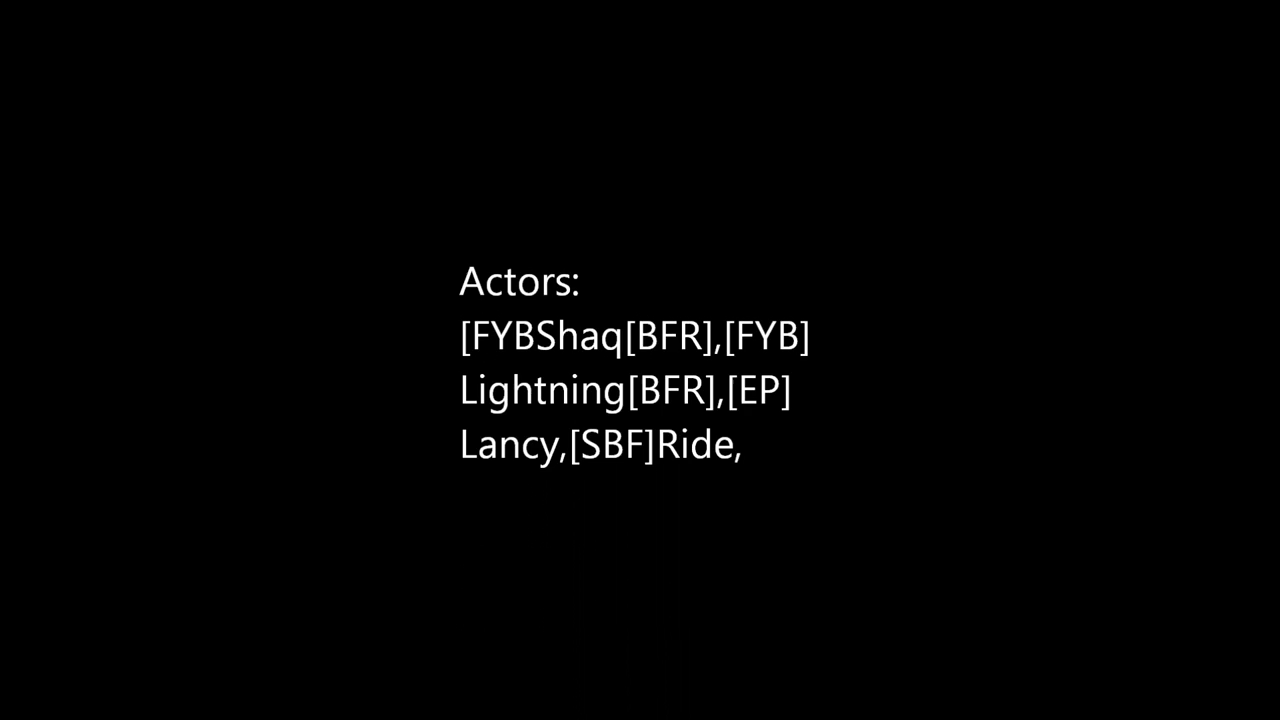 Actors:
[FYBShaq[BFR],[FYB]
Lightning[BFR],[EP]
Lancy,[SBF]Ride,